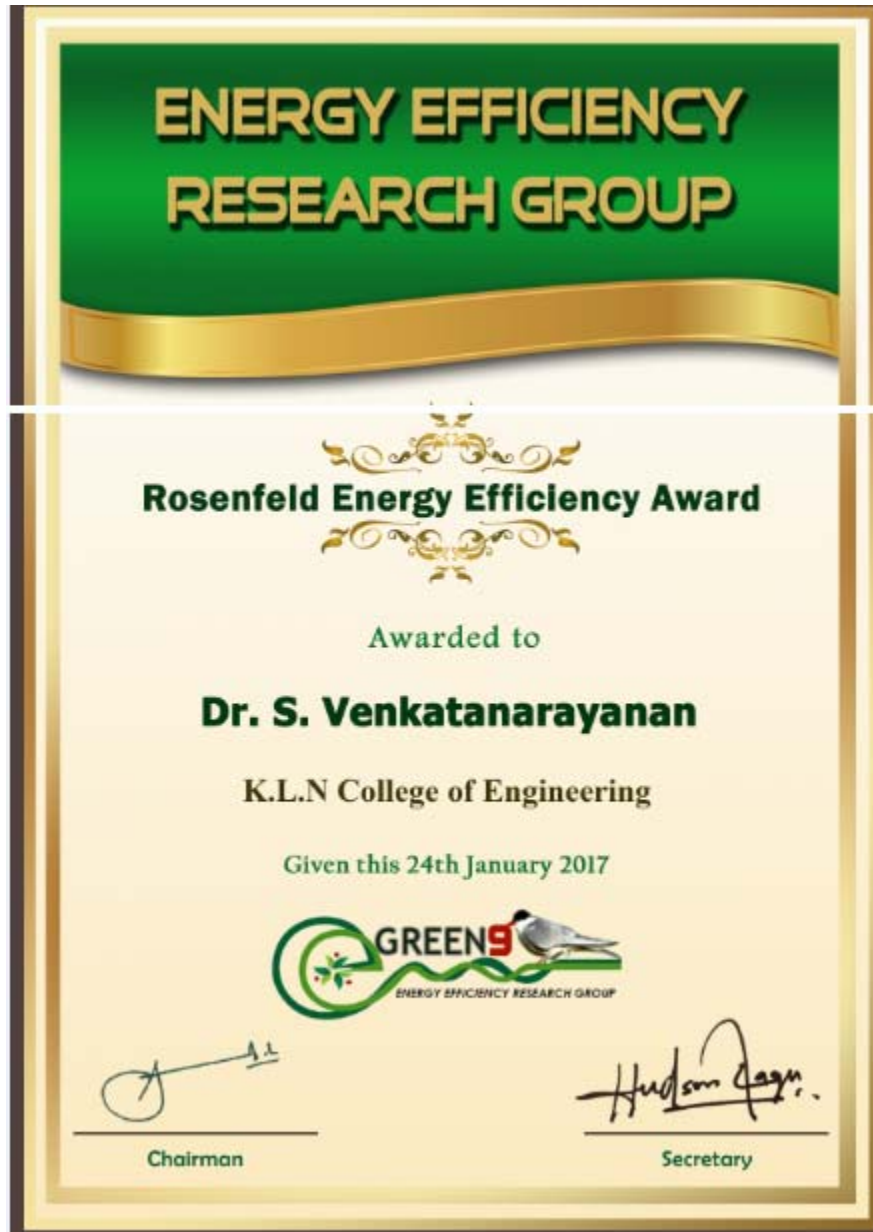 ENERGY EFFICIENCY
RESEARCH GROUP
Rosenfeld Energy Efficiency Award
Awarded to
Dr. S. Venkatanarayanan
K.L.N College of Engineering
Given this 24th January 2017
GREEN9
ENERGY EFFICIENCY RESEARCH GROUP
Hudson
Chairman
Secretary